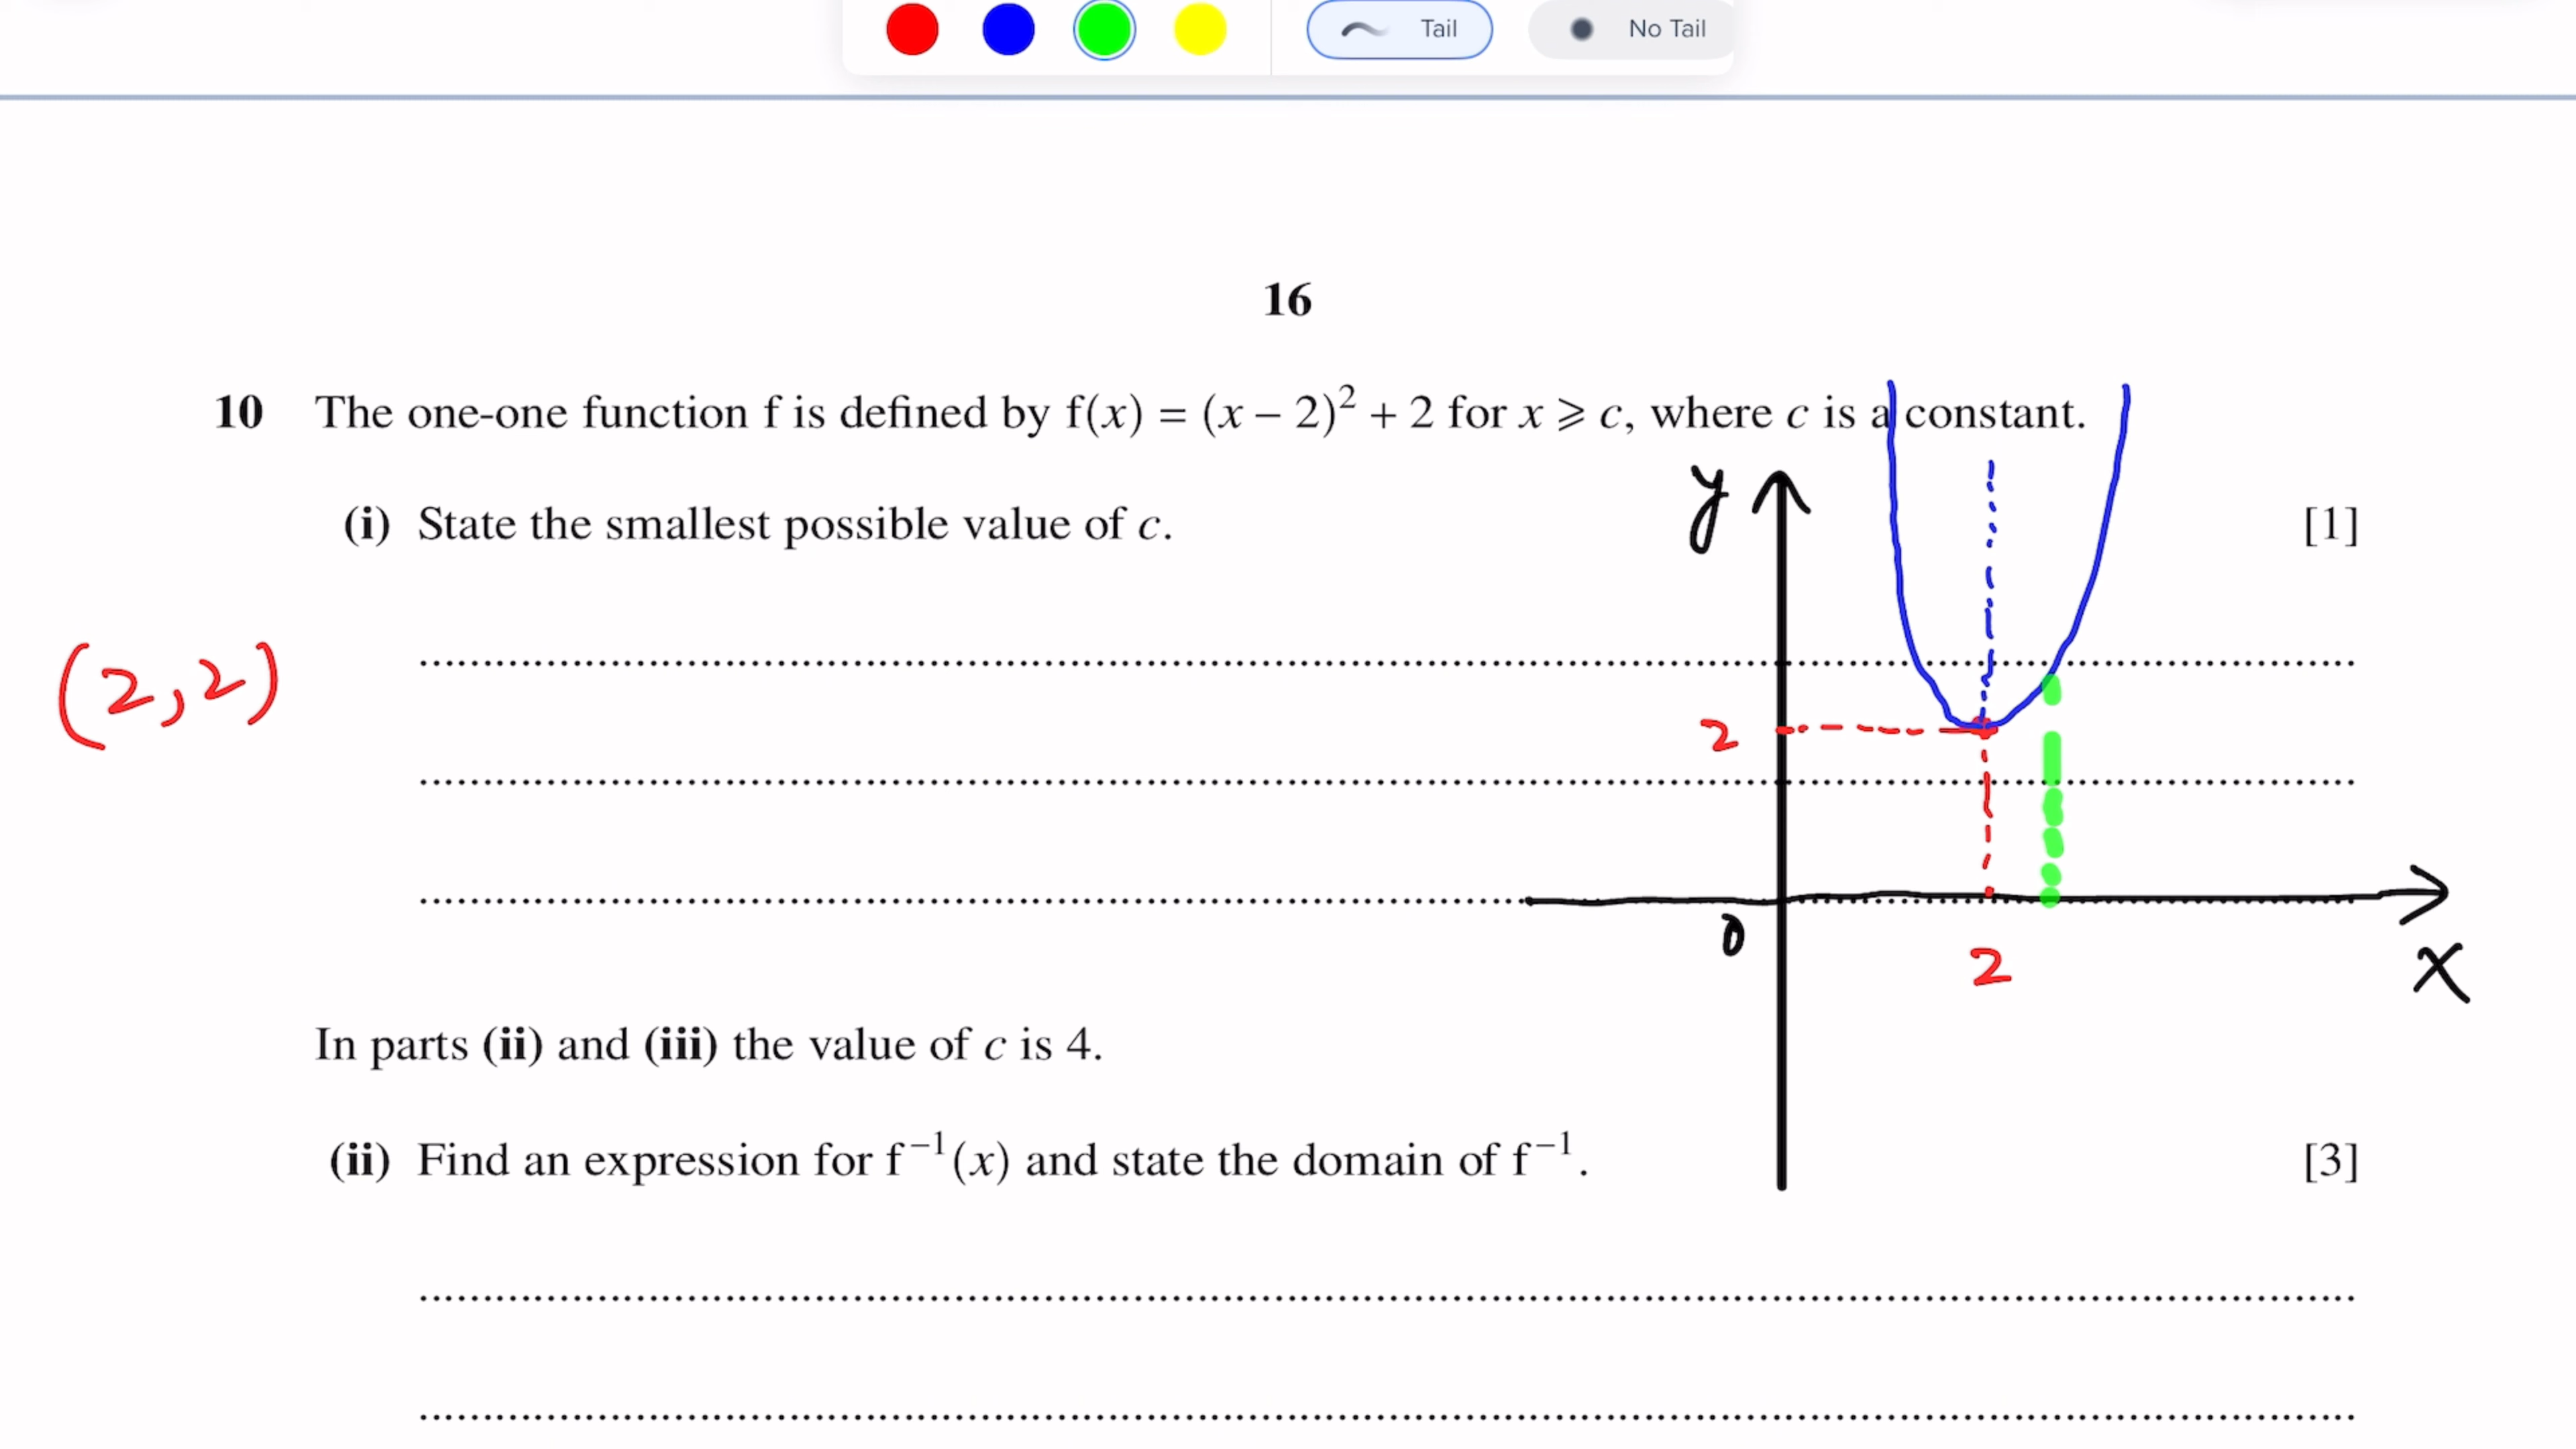 Tail No Tail
16
10 The one-one function f is defined by f(x) = (x − 2)² + 2 for x ⩾ c, where c is a constant.
y
(i) State the smallest possible value of c. [1]
(2,2)
2
0
2
x
In parts (ii) and (iii) the value of c is 4.
(ii) Find an expression for f⁻¹(x) and state the domain of f⁻¹. [3]